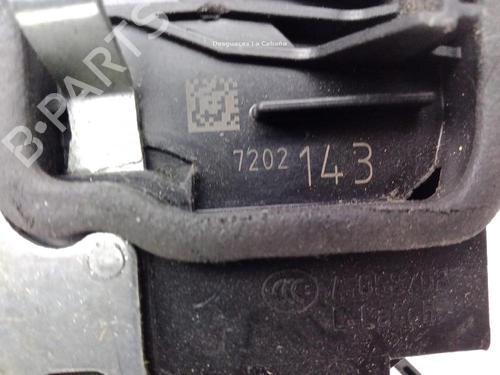 Desguaces La Cabaña
B-PARTS
7202 143